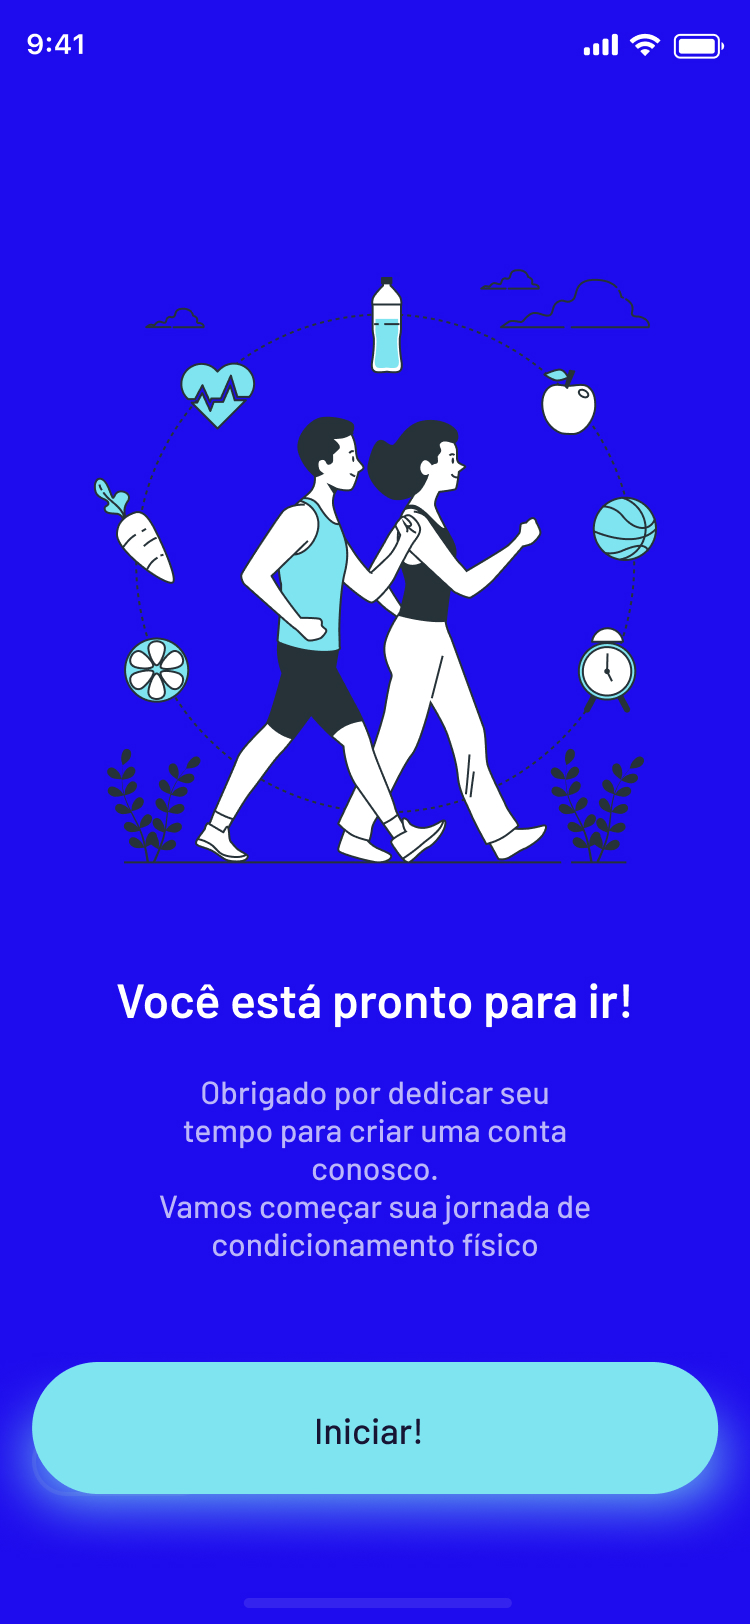 9:41
Você está pronto para ir!
Obrigado por dedicar seu
tempo para criar uma conta
conosco.
Vamos começar sua jornada de
condicionamento físico
Iniciar!